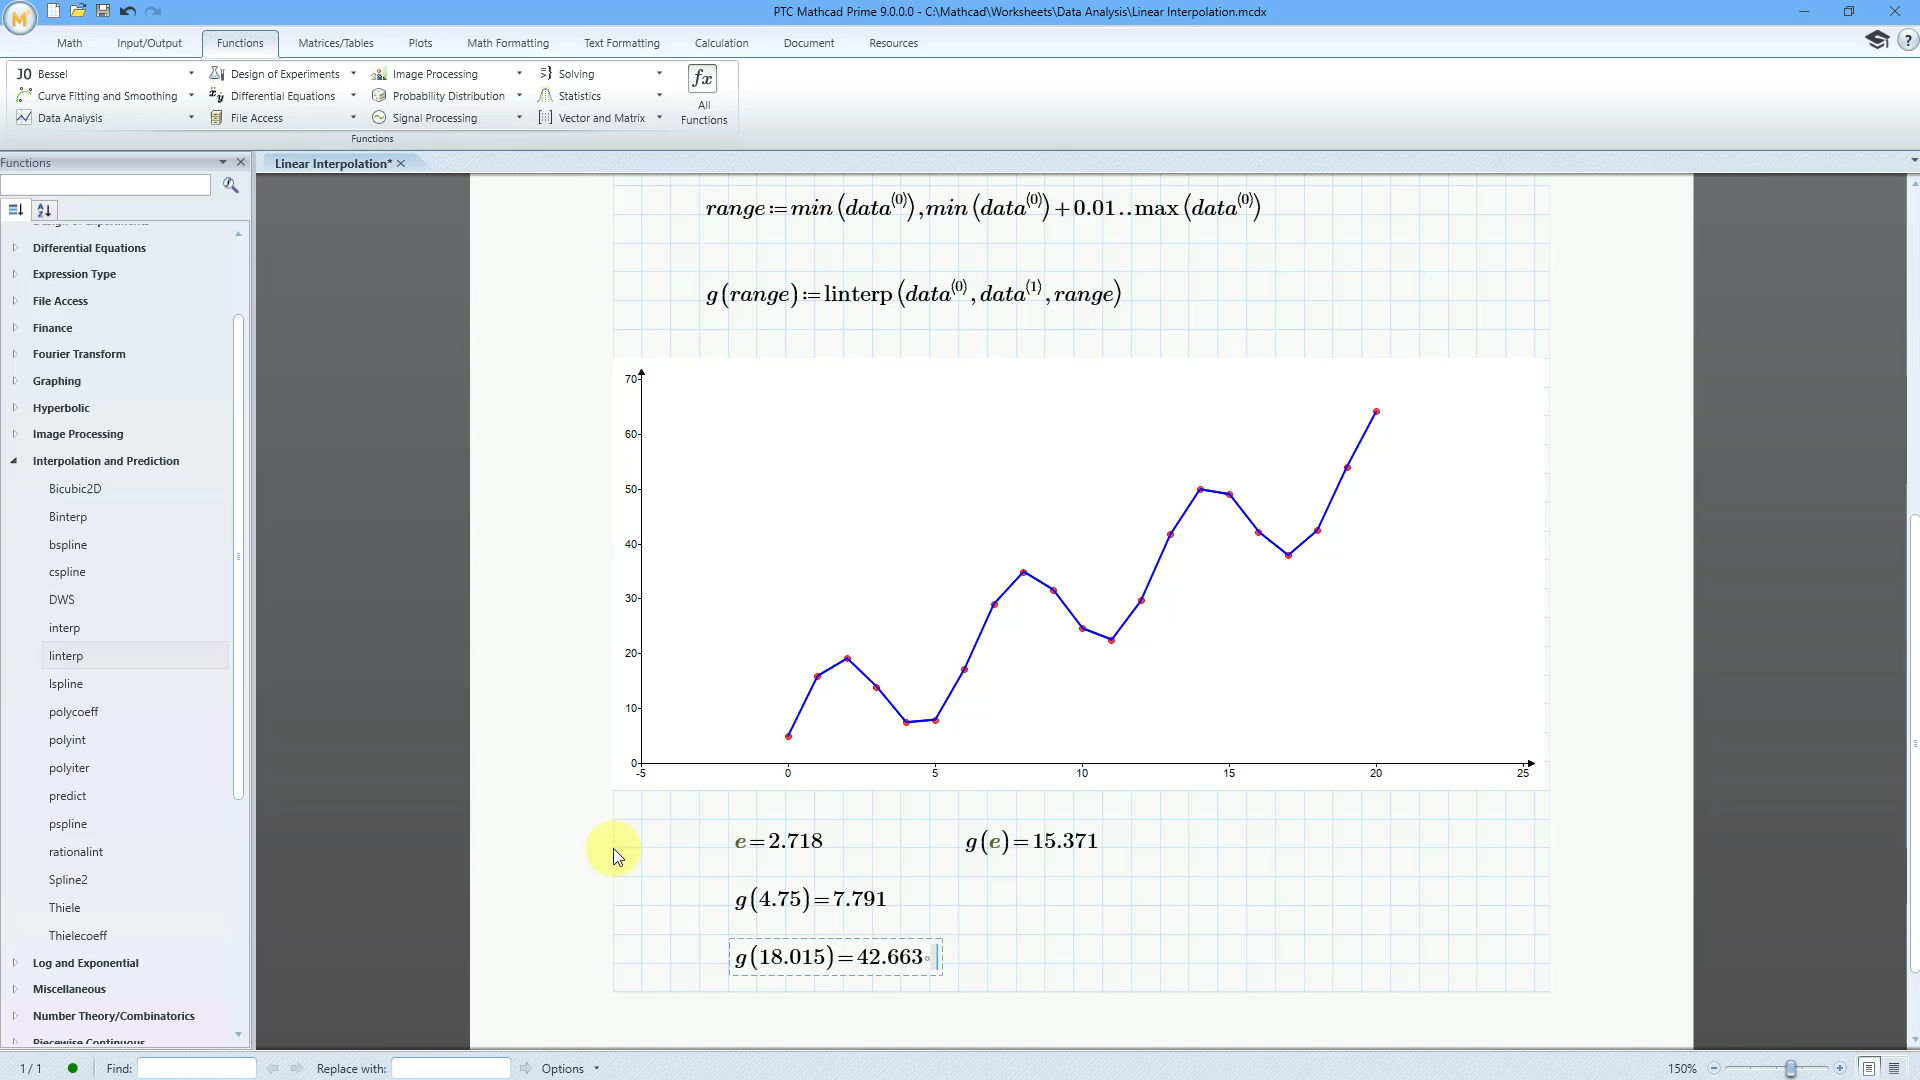 PTC Mathcad Prime 9.0.0.0 - C:\Mathcad\Worksheets\Data Analysis\Linear Interpolation.mcdx
Math Input/Output Functions Matrices/Tables Plots Math Formatting Text Formatting Calculation Document Resources
J0 Bessel Design of Experiments Image Processing Solving
Curve Fitting and Smoothing Differential Equations Probability Distribution Statistics
Data Analysis File Access Signal Processing Vector and Matrix
fx
All
Functions
Functions
Functions
Linear Interpolation*
Differential Equations
Expression Type
File Access
Finance
Fourier Transform
Graphing
Hyperbolic
Image Processing
Interpolation and Prediction
Bicubic2D
Binterp
bspline
cspline
DWS
interp
linterp
lspline
polycoeff
polyint
polyiter
predict
pspline
rationalint
Spline2
Thiele
Thielecoeff
Log and Exponential
Miscellaneous
Number Theory/Combinatorics
Piecewise Continuous
range:=min(data⟨0⟩),min(data⟨0⟩)+0.01..max(data⟨0⟩)
g(range):=linterp(data⟨0⟩,data⟨1⟩,range)
70
60
50
40
30
20
10
0
-5 0 5 10 15 20 25
e=2.718 g(e)=15.371
g(4.75)=7.791
g(18.015)=42.663
1 / 1 Find: Replace with: Options 150%